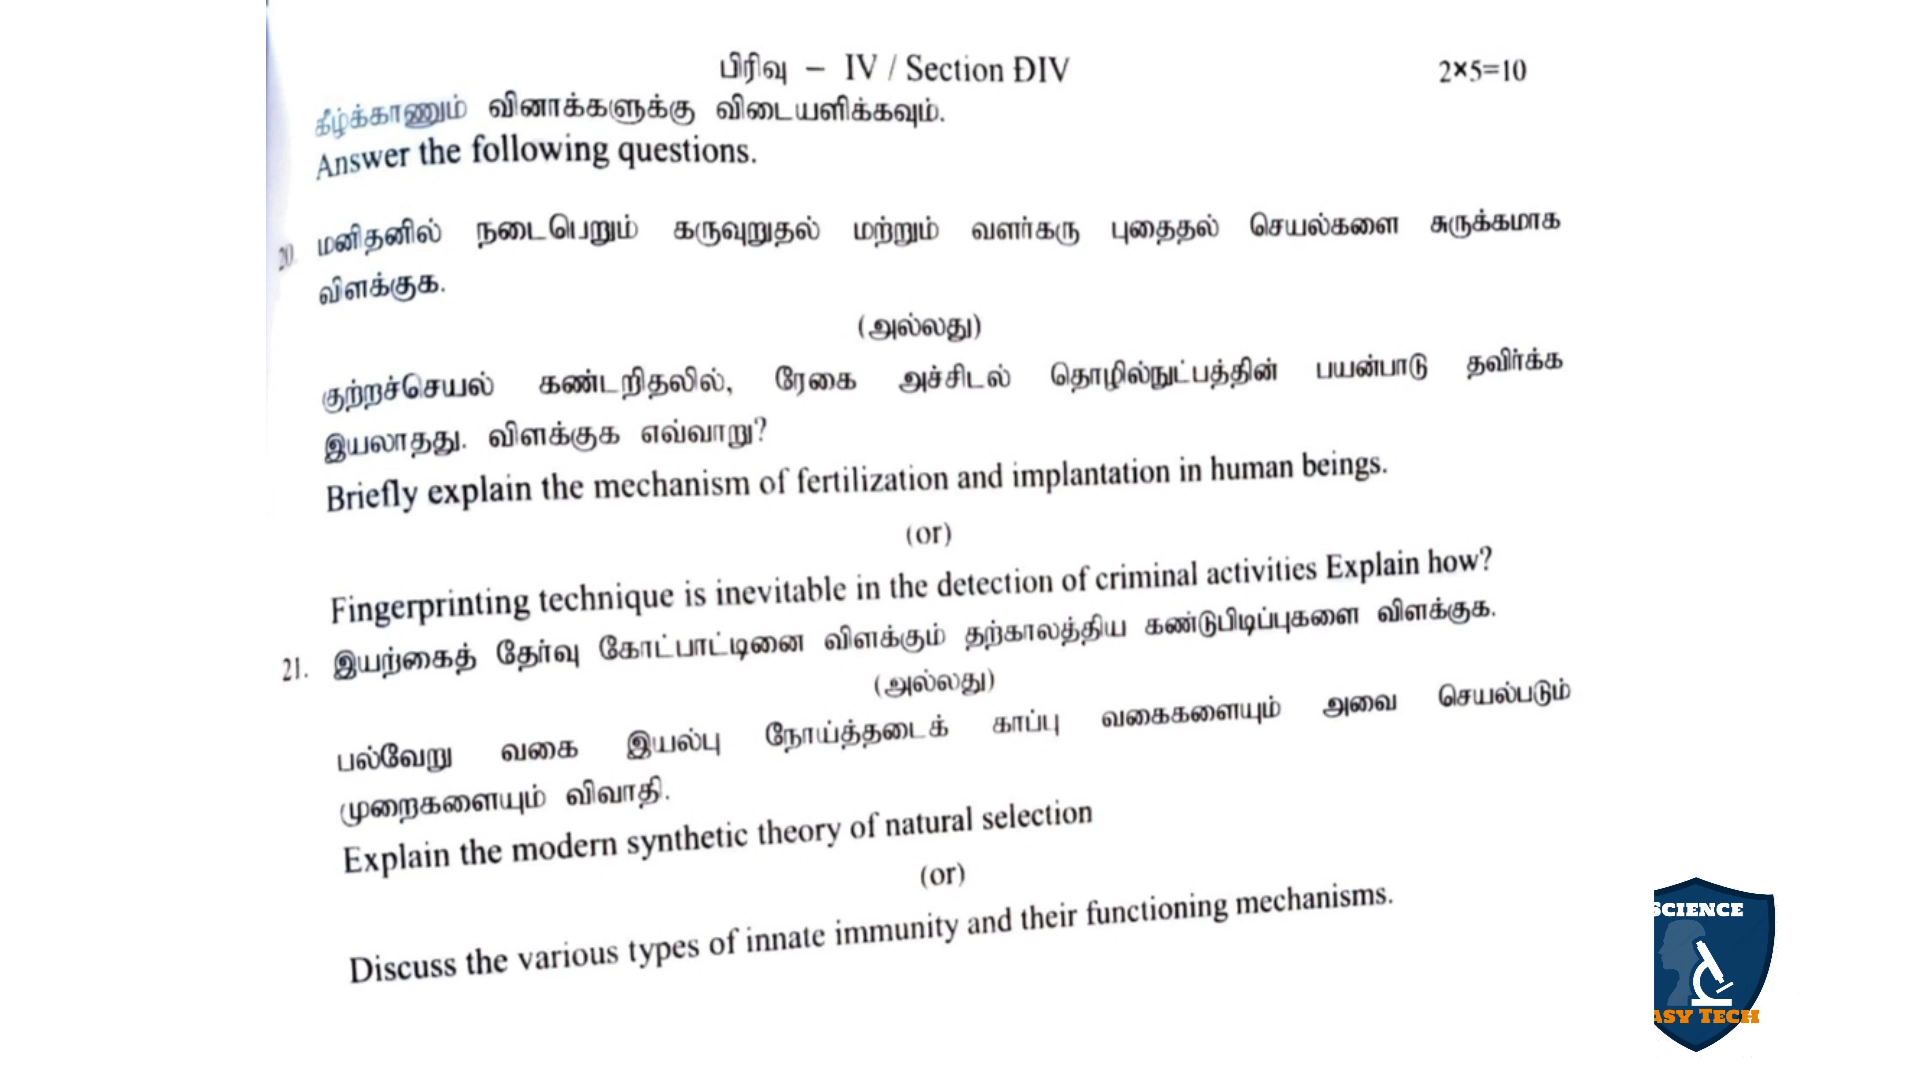 பிரிவு – IV / Section ĐIV
2×5=10
கீழ்க்காணும் வினாக்களுக்கு விடையளிக்கவும்.
Answer the following questions.
20. மனிதனில் நடைபெறும் கருவுறுதல் மற்றும் வளர்கரு புதைதல் செயல்களை சுருக்கமாக
விளக்குக.
(அல்லது)
குற்றச்செயல் கண்டறிதலில், ரேகை அச்சிடல் தொழில்நுட்பத்தின் பயன்பாடு தவிர்க்க
இயலாதது. விளக்குக எவ்வாறு?
Briefly explain the mechanism of fertilization and implantation in human beings.
(or)
Fingerprinting technique is inevitable in the detection of criminal activities Explain how?
21. இயற்கைத் தேர்வு கோட்பாட்டினை விளக்கும் தற்காலத்திய கண்டுபிடிப்புகளை விளக்குக.
(அல்லது)
பல்வேறு வகை இயல்பு நோய்த்தடைக் காப்பு வகைகளையும் அவை செயல்படும்
முறைகளையும் விவாதி.
Explain the modern synthetic theory of natural selection
(or)
Discuss the various types of innate immunity and their functioning mechanisms.
SCIENCE
ASY TECH